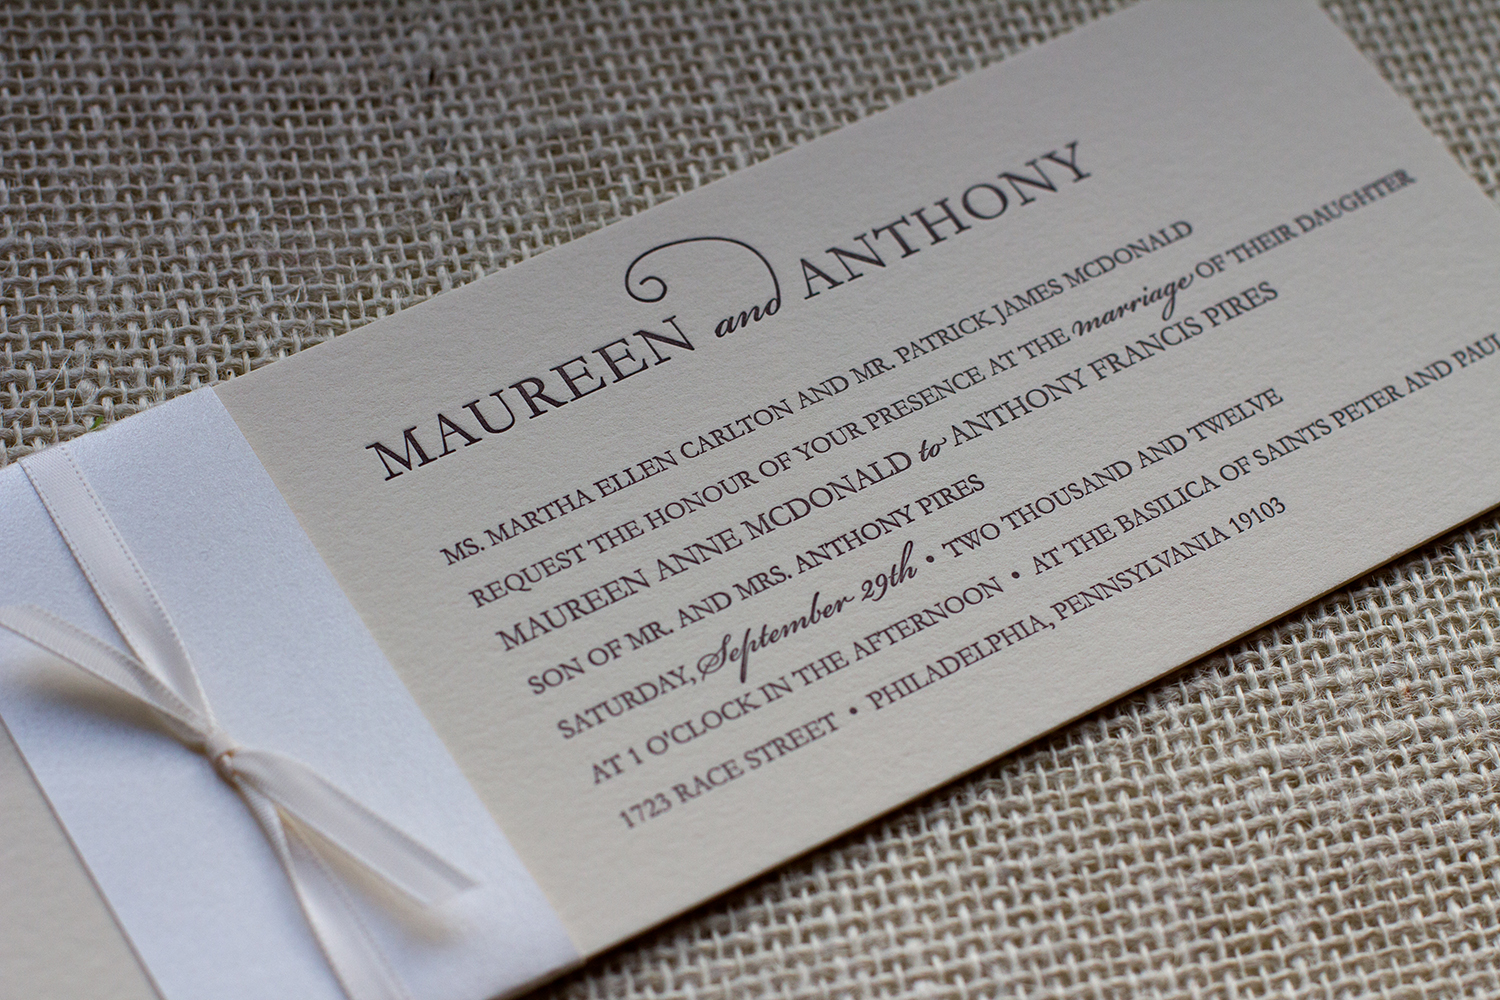 MAUREEN and ANTHONY
MS. MARTHA ELLEN CARLTON AND MR. PATRICK JAMES MCDONALD
REQUEST THE HONOUR OF YOUR PRESENCE AT THE marriage OF THEIR DAUGHTER
MAUREEN ANNE MCDONALD to ANTHONY FRANCIS PIRES
SON OF MR. AND MRS. ANTHONY PIRES
SATURDAY, September 29th • TWO THOUSAND AND TWELVE
AT 1 O'CLOCK IN THE AFTERNOON • AT THE BASILICA OF SAINTS PETER AND PAUL
1723 RACE STREET • PHILADELPHIA, PENNSYLVANIA 19103